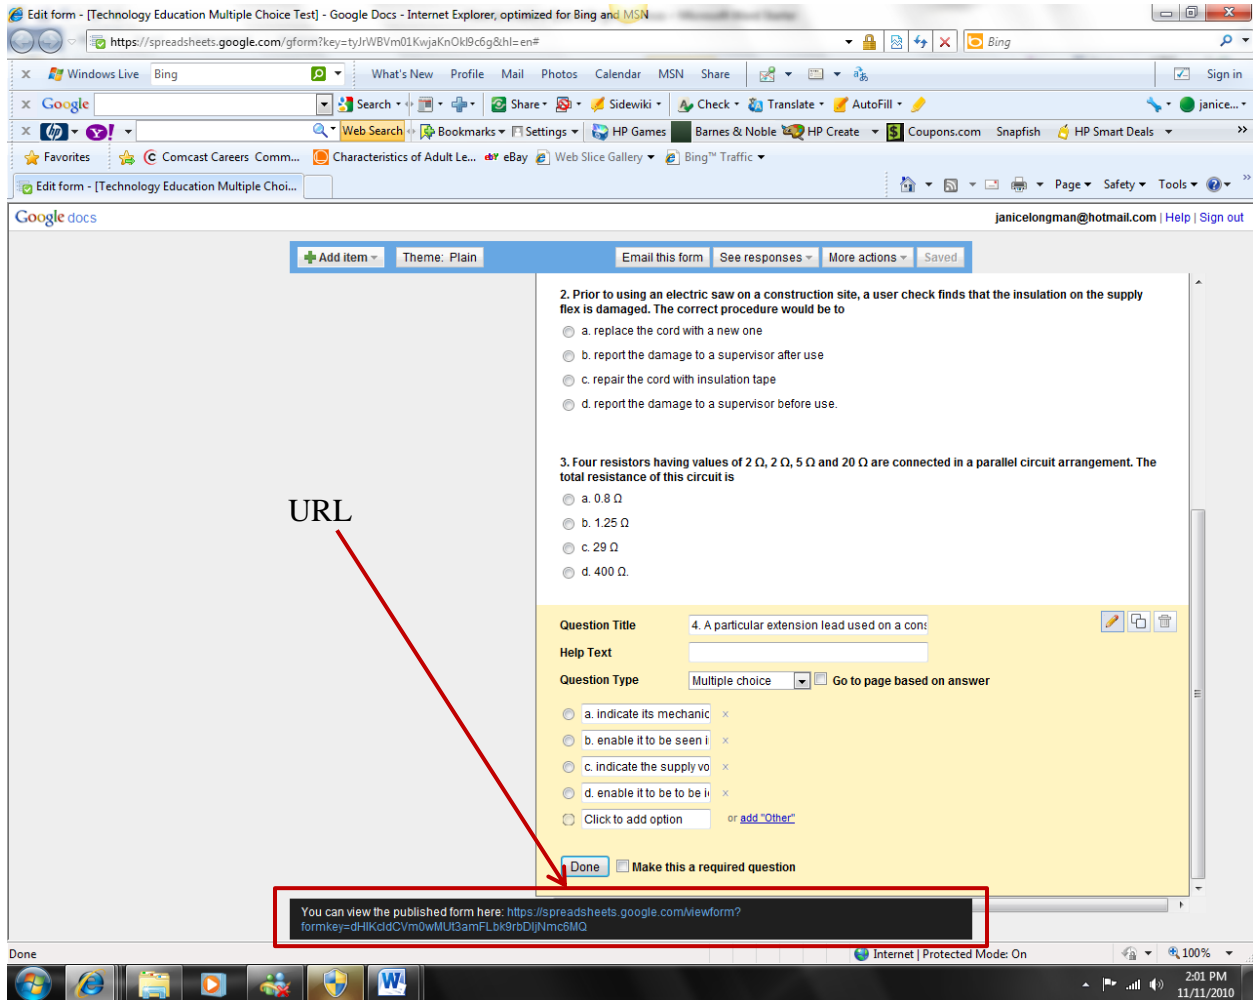 Edit form - [Technology Education Multiple Choice Test] - Google Docs - Internet Explorer, optimized for Bing and MSN
https://spreadsheets.google.com/gform?key=tyJrWBVm01KwjaKnOkl9c6g&hl=en#
Bing
x Windows Live Bing What's New Profile Mail Photos Calendar MSN Share Sign in
x Google Search Share Sidewiki Check Translate AutoFill janice...
x hp Y! Web Search Bookmarks Settings HP Games Barnes & Noble HP Create Coupons.com Snapfish HP Smart Deals »
Favorites Comcast Careers Comm... Characteristics of Adult Le... eBay Web Slice Gallery Bing™ Traffic
Edit form - [Technology Education Multiple Choi... Page Safety Tools »
Google docs janicelongman@hotmail.com | Help | Sign out
Add item Theme: Plain Email this form See responses More actions Saved
2. Prior to using an electric saw on a construction site, a user check finds that the insulation on the supply
flex is damaged. The correct procedure would be to
a. replace the cord with a new one
b. report the damage to a supervisor after use
c. repair the cord with insulation tape
d. report the damage to a supervisor before use.
3. Four resistors having values of 2 Ω, 2 Ω, 5 Ω and 20 Ω are connected in a parallel circuit arrangement. The
total resistance of this circuit is
a. 0.8 Ω
URL
b. 1.25 Ω
c. 29 Ω
d. 400 Ω.
Question Title 4. A particular extension lead used on a cons
Help Text
Question Type Multiple choice Go to page based on answer
a. indicate its mechanic x
b. enable it to be seen i x
c. indicate the supply vo x
d. enable it to be to be i x
Click to add option or add "Other"
Done Make this a required question
You can view the published form here: https://spreadsheets.google.com/viewform?
formkey=dHlKcldCVm0wMUt3amFLbk9rbDljNmc6MQ
Done Internet | Protected Mode: On 100%
2:01 PM
11/11/2010